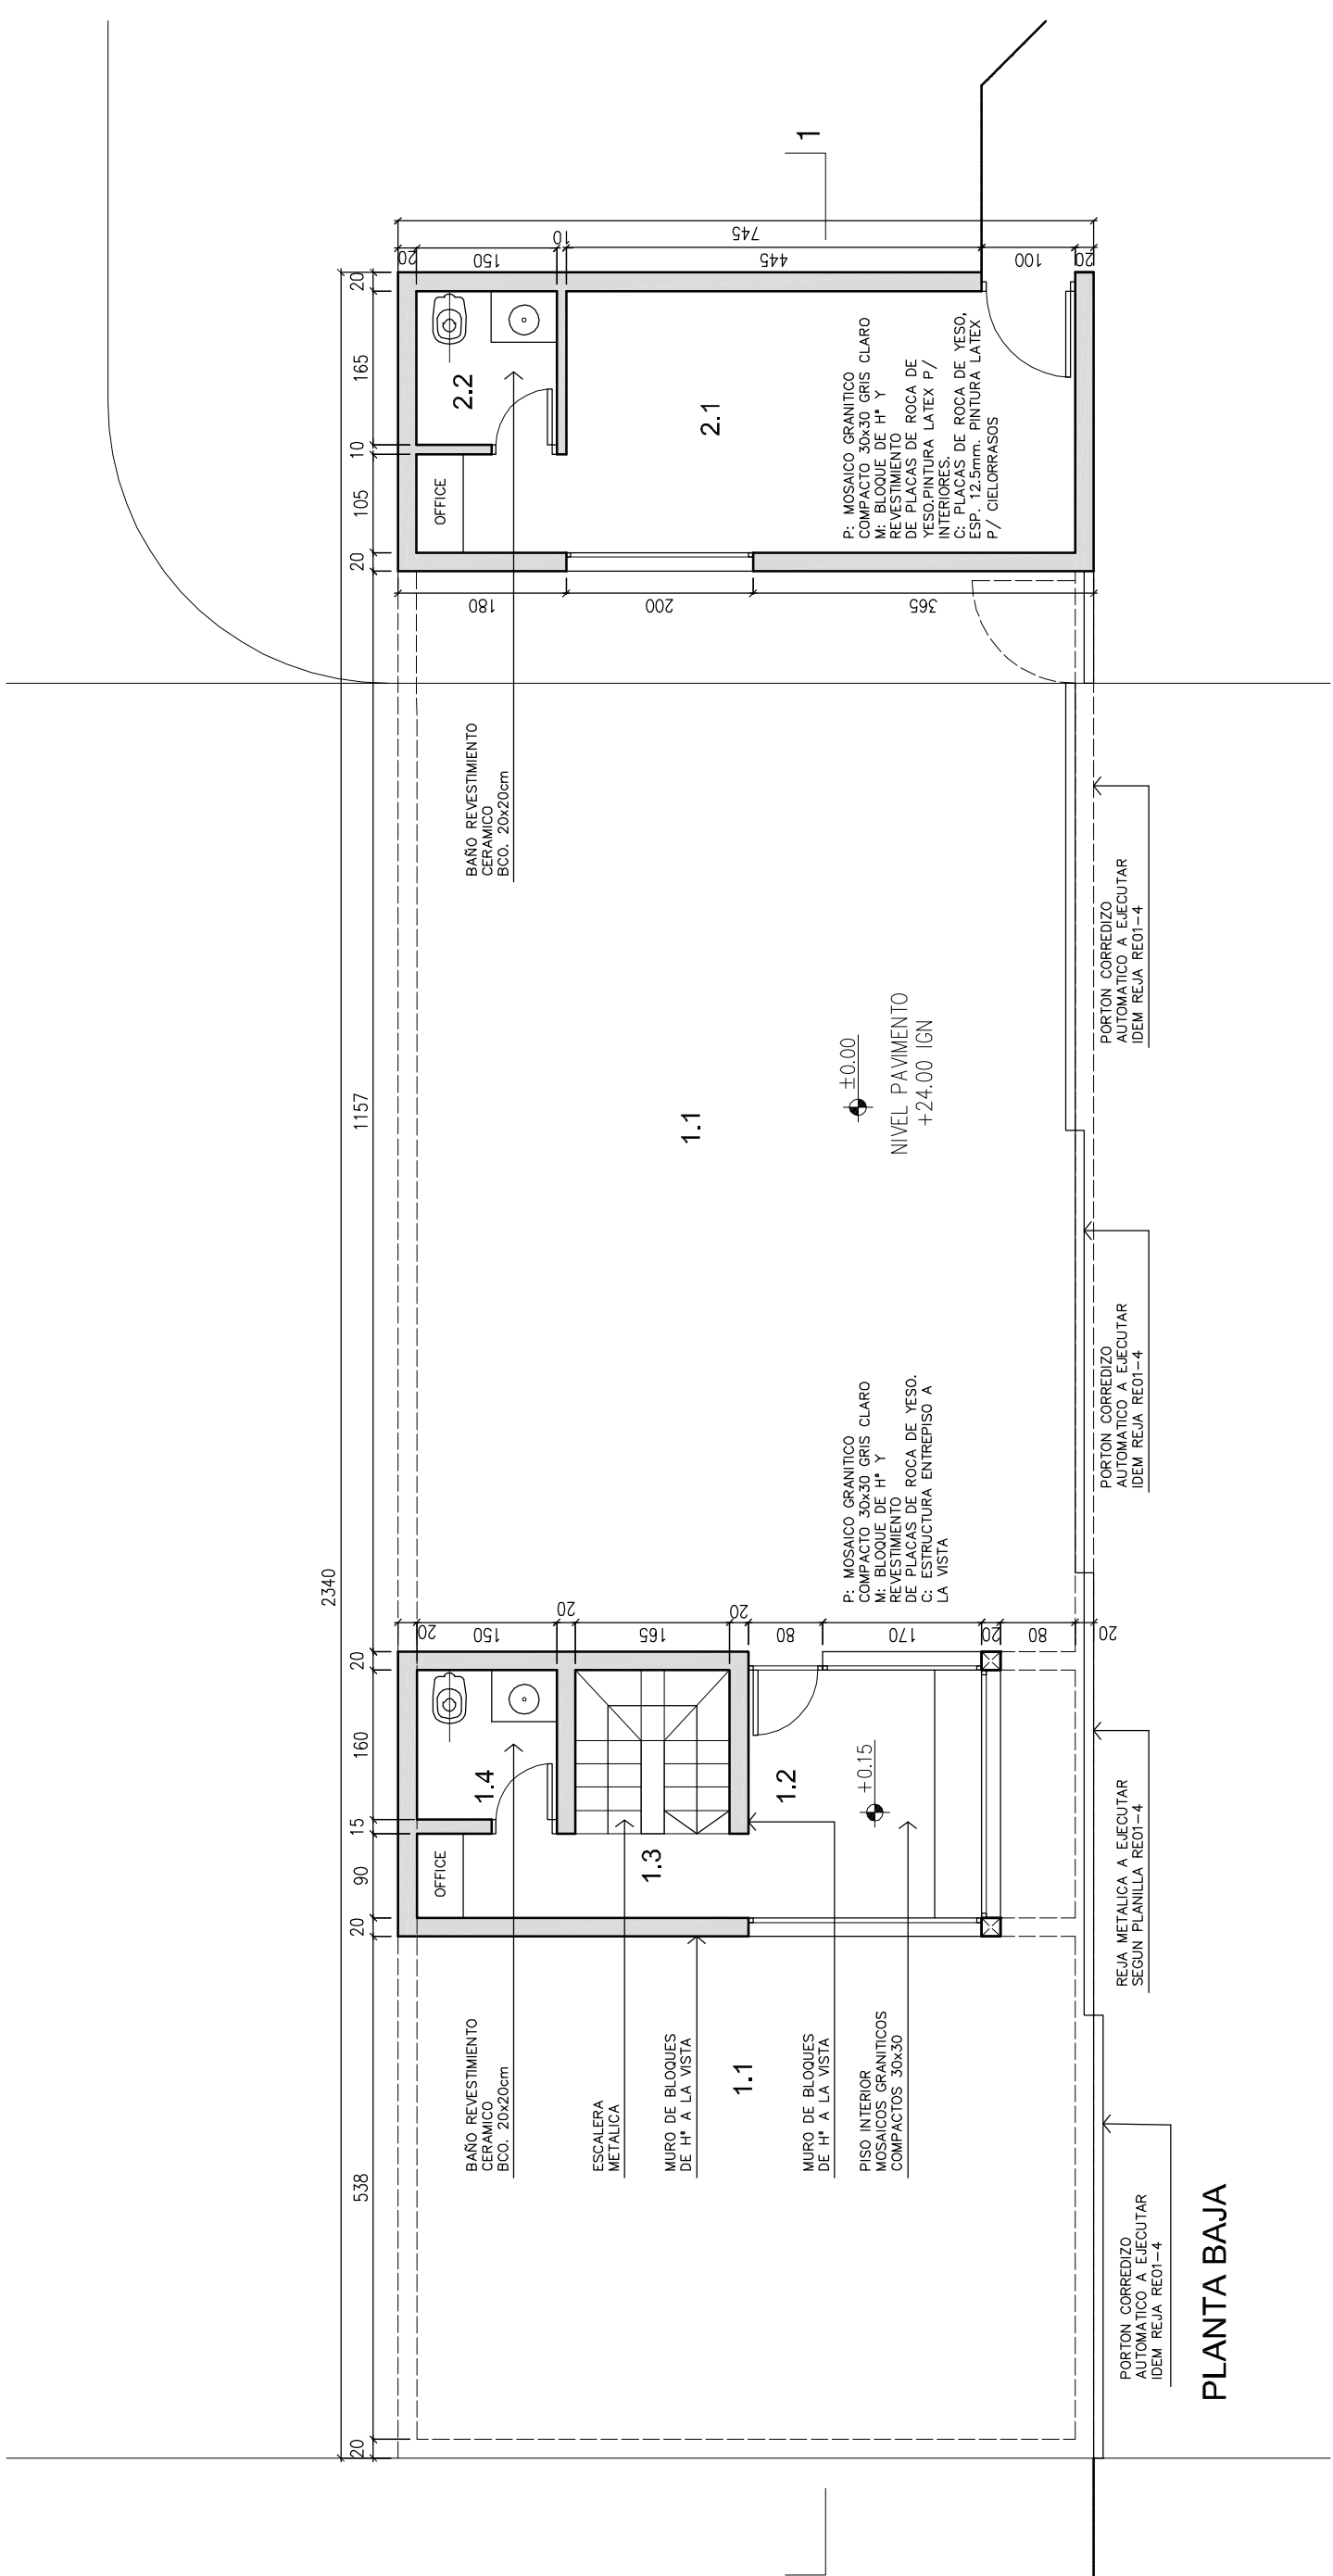 PLANTA BAJA
2340
20
538
20
90
15
160
20
1157
20
105
10
165
20
20
150
10
445
745
100
20
180
200
365
20
150
20
165
20
80
170
20
80
20
OFFICE
1.4
1.3
1.2
+0.15
1.1
1.1
±0.00
NIVEL PAVIMENTO
+24.00 IGN
OFFICE
2.2
2.1
1
BAÑO REVESTIMIENTO
CERAMICO
BCO. 20x20cm
ESCALERA
METALICA
MURO DE BLOQUES
DE Hº A LA VISTA
MURO DE BLOQUES
DE Hº A LA VISTA
PISO INTERIOR
MOSAICOS GRANITICOS
COMPACTOS 30x30
P: MOSAICO GRANITICO
COMPACTO 30x30 GRIS CLARO
M: BLOQUE DE Hº Y
REVESTIMIENTO
DE PLACAS DE ROCA DE YESO.
C: ESTRUCTURA ENTREPISO A
LA VISTA
BAÑO REVESTIMIENTO
CERAMICO
BCO. 20x20cm
P: MOSAICO GRANITICO
COMPACTO 30x30 GRIS CLARO
M: BLOQUE DE Hº Y
REVESTIMIENTO
DE PLACAS DE ROCA DE
YESO.PINTURA LATEX P/
INTERIORES.
C: PLACAS DE ROCA DE YESO,
ESP. 12.5mm. PINTURA LATEX
P/ CIELORRASOS
PORTON CORREDIZO
AUTOMATICO A EJECUTAR
IDEM REJA RE01-4
REJA METALICA A EJECUTAR
SEGUN PLANILLA RE01-4
PORTON CORREDIZO
AUTOMATICO A EJECUTAR
IDEM REJA RE01-4
PORTON CORREDIZO
AUTOMATICO A EJECUTAR
IDEM REJA RE01-4